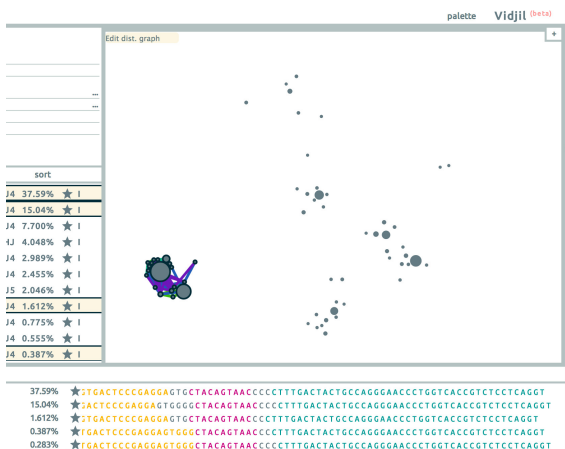 palette Vidjil (beta)
+
Edit dist. graph
...
...
sort
J4 37.59% ★ I
J4 15.04% ★ I
J4 7.700% ★ I
HJ 4.048% ★ I
J4 2.989% ★ I
J4 2.455% ★ I
J5 2.046% ★ I
J4 1.612% ★ I
J4 0.775% ★ I
J4 0.555% ★ I
J4 0.387% ★ I
37.59% ★ GTGACTCCCGAGGAGTGCTACAGTAACCCCCTTTGACTACTGCCAGGGAACCCTGGTCACCGTCTCCTCAGGT
15.04% ★ GACTCCCGAGGAGTGGGGCTACAGTAACCCCCTTTGACTACTGCCAGGGAACCCTGGTCACCGTCTCCTCAGGT
1.612% ★ GTGACTCCCGAGGAGTGCTACAGTAACCCCTTTGACTACTGCCAGGGAACCCTGGTCACCGTCTCCTCAGGT
0.387% ★ TGACTCCCGAGGAGTGGGCTACAGTAACCCCCTTTGACTACTGCCAGGGAACCCTGGTCACCGTCTCCTCAGGT
0.283% ★ TGACTCCCGAGGAGTGGGCTACAGTAACCCCCTTTGACTACTGCCAGGGAACCCTGGTCACCGTCTCCTCAGGT